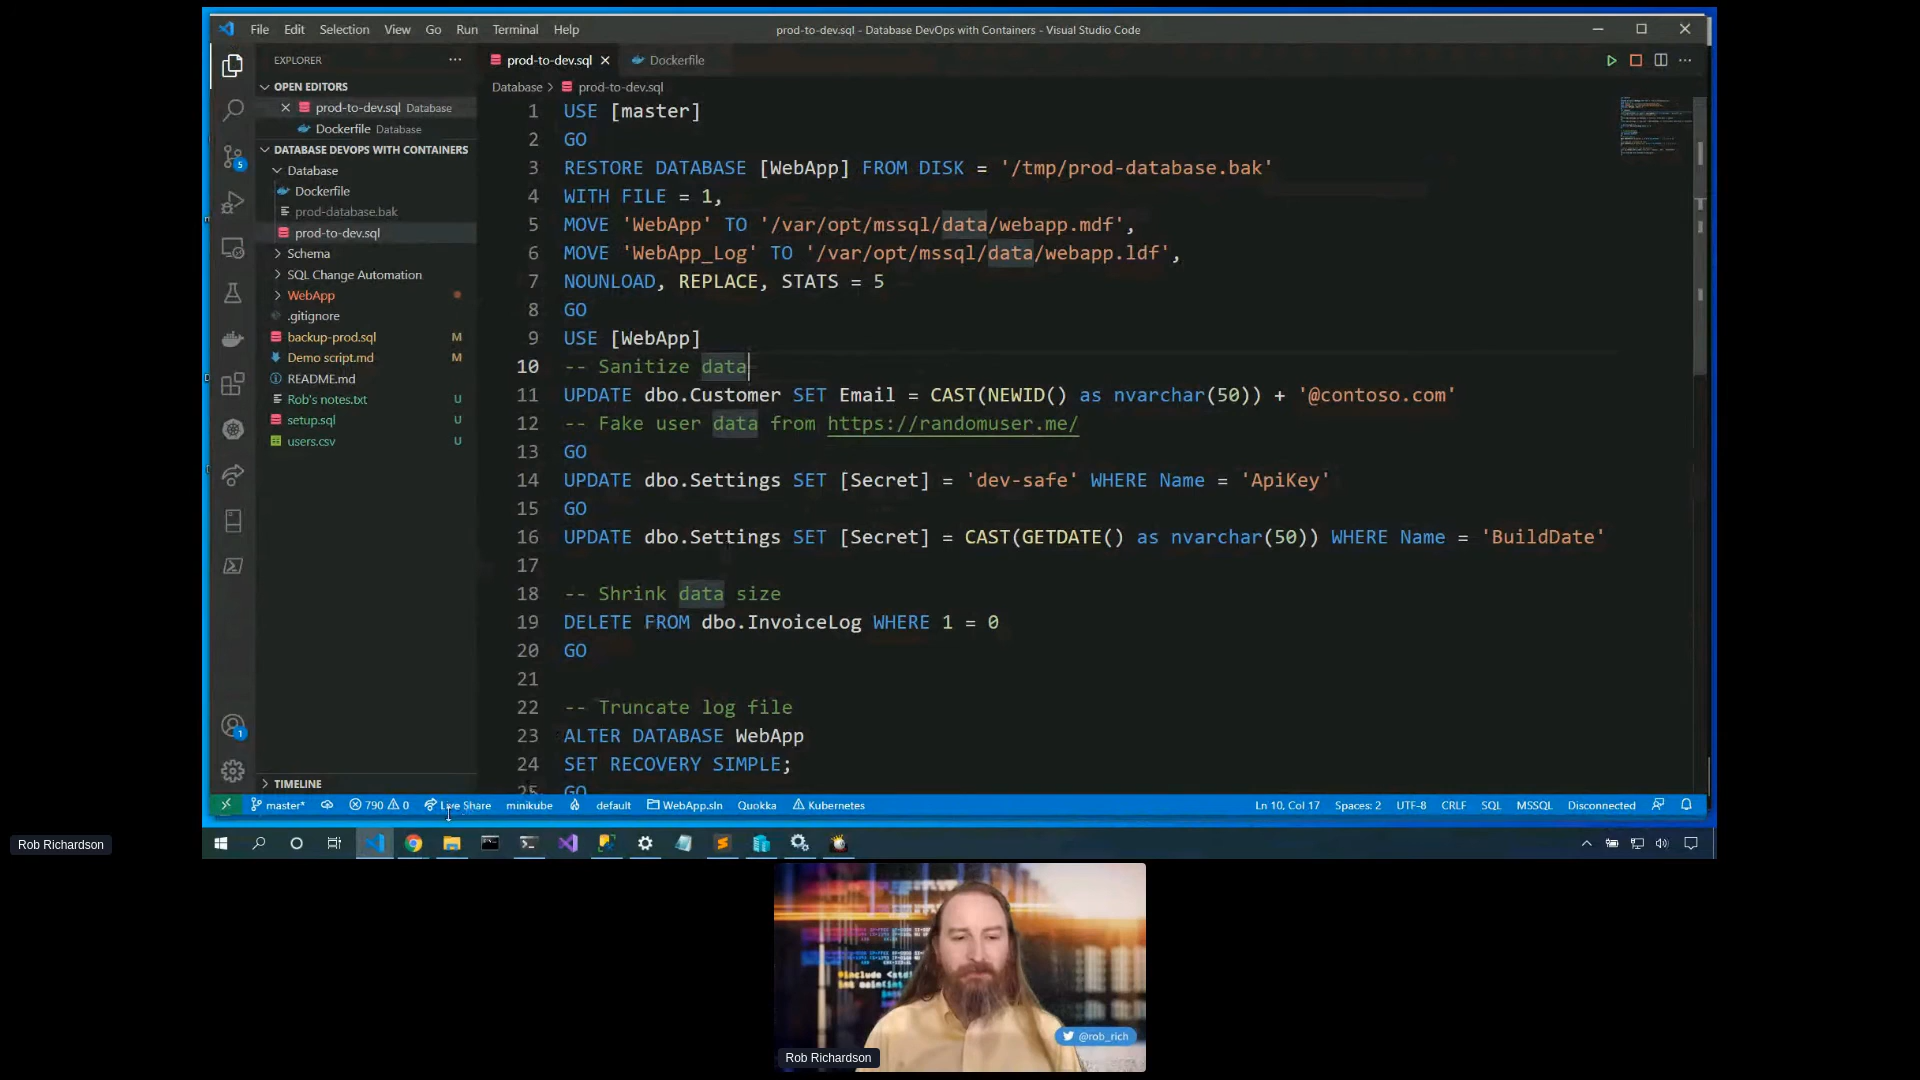 File Edit Selection View Go Run Terminal Help
prod-to-dev.sql - Database DevOps with Containers - Visual Studio Code
EXPLORER
OPEN EDITORS
prod-to-dev.sql Database
Dockerfile Database
DATABASE DEVOPS WITH CONTAINERS
Database
Dockerfile
prod-database.bak
prod-to-dev.sql
Schema
SQL Change Automation
WebApp
.gitignore
backup-prod.sql M
Demo script.md M
README.md
Rob's notes.txt U
setup.sql U
users.csv U
TIMELINE
5
1
prod-to-dev.sql
Dockerfile
Database > prod-to-dev.sql
1 USE [master]
2 GO
3 RESTORE DATABASE [WebApp] FROM DISK = '/tmp/prod-database.bak'
4 WITH FILE = 1,
5 MOVE 'WebApp' TO '/var/opt/mssql/data/webapp.mdf',
6 MOVE 'WebApp_Log' TO '/var/opt/mssql/data/webapp.ldf',
7 NOUNLOAD, REPLACE, STATS = 5
8 GO
9 USE [WebApp]
10 -- Sanitize data
11 UPDATE dbo.Customer SET Email = CAST(NEWID() as nvarchar(50)) + '@contoso.com'
12 -- Fake user data from https://randomuser.me/
13 GO
14 UPDATE dbo.Settings SET [Secret] = 'dev-safe' WHERE Name = 'ApiKey'
15 GO
16 UPDATE dbo.Settings SET [Secret] = CAST(GETDATE() as nvarchar(50)) WHERE Name = 'BuildDate'
17
18 -- Shrink data size
19 DELETE FROM dbo.InvoiceLog WHERE 1 = 0
20 GO
21
22 -- Truncate log file
23 ALTER DATABASE WebApp
24 SET RECOVERY SIMPLE;
25 GO
master* 790 0 Live Share minikube default WebApp.sln Quokka Kubernetes
Ln 10, Col 17 Spaces: 2 UTF-8 CRLF SQL MSSQL Disconnected
Rob Richardson
#include <std
int main(int
@rob_rich
Rob Richardson